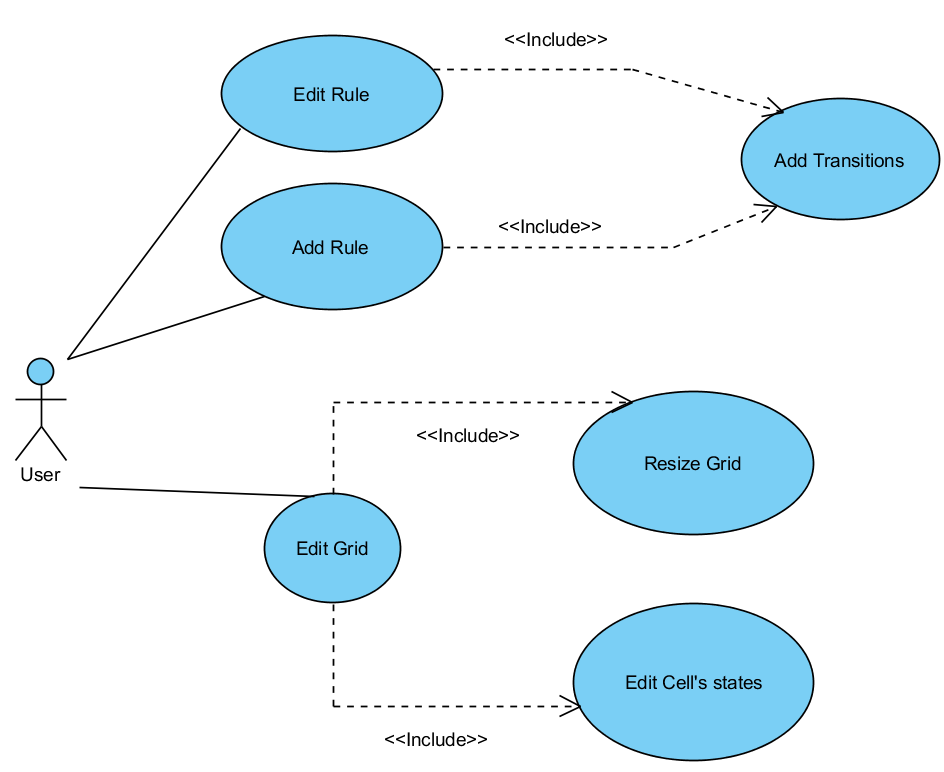 <<Include>>
Edit Rule
Add Transitions
<<Include>>
Add Rule
<<Include>>
Resize Grid
User
Edit Grid
Edit Cell's states
<<Include>>